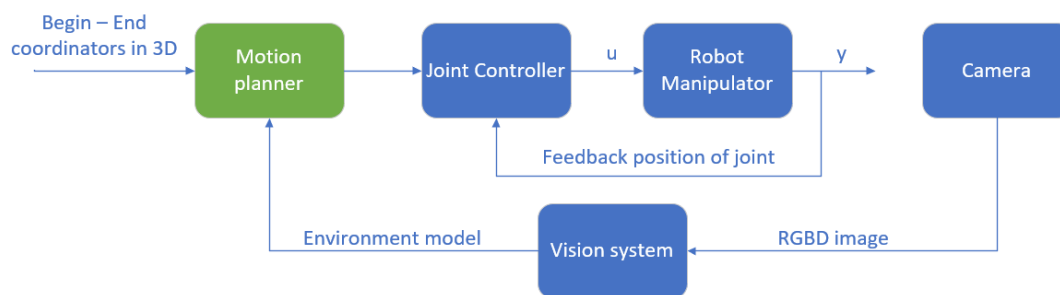 Begin – End
coordinators in 3D
Motion
planner
Joint Controller
u
Robot
Manipulator
y
Camera
Feedback position of joint
Environment model
Vision system
RGBD image